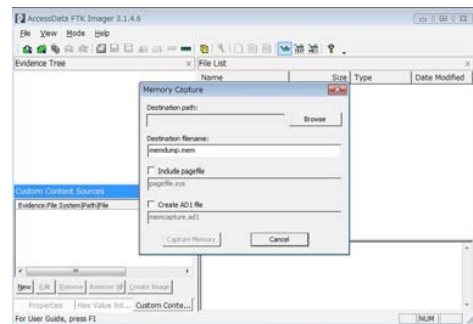 AccessData FTK Imager 3.1.4.6
File View Mode Help
Evidence Tree
File List
Name Size Type Date Modified
Memory Capture
Destination path:
Browse
Destination filename:
memdump.mem
Include pagefile
pagefile.sys
Create AD1 file
memcapture.ad1
Capture Memory Cancel
Custom Content Sources
Evidence:File System|Path|File
New Edit Remove Remove All Create Image
Properties Hex Value Int... Custom Conte...
For User Guide, press F1
NUM